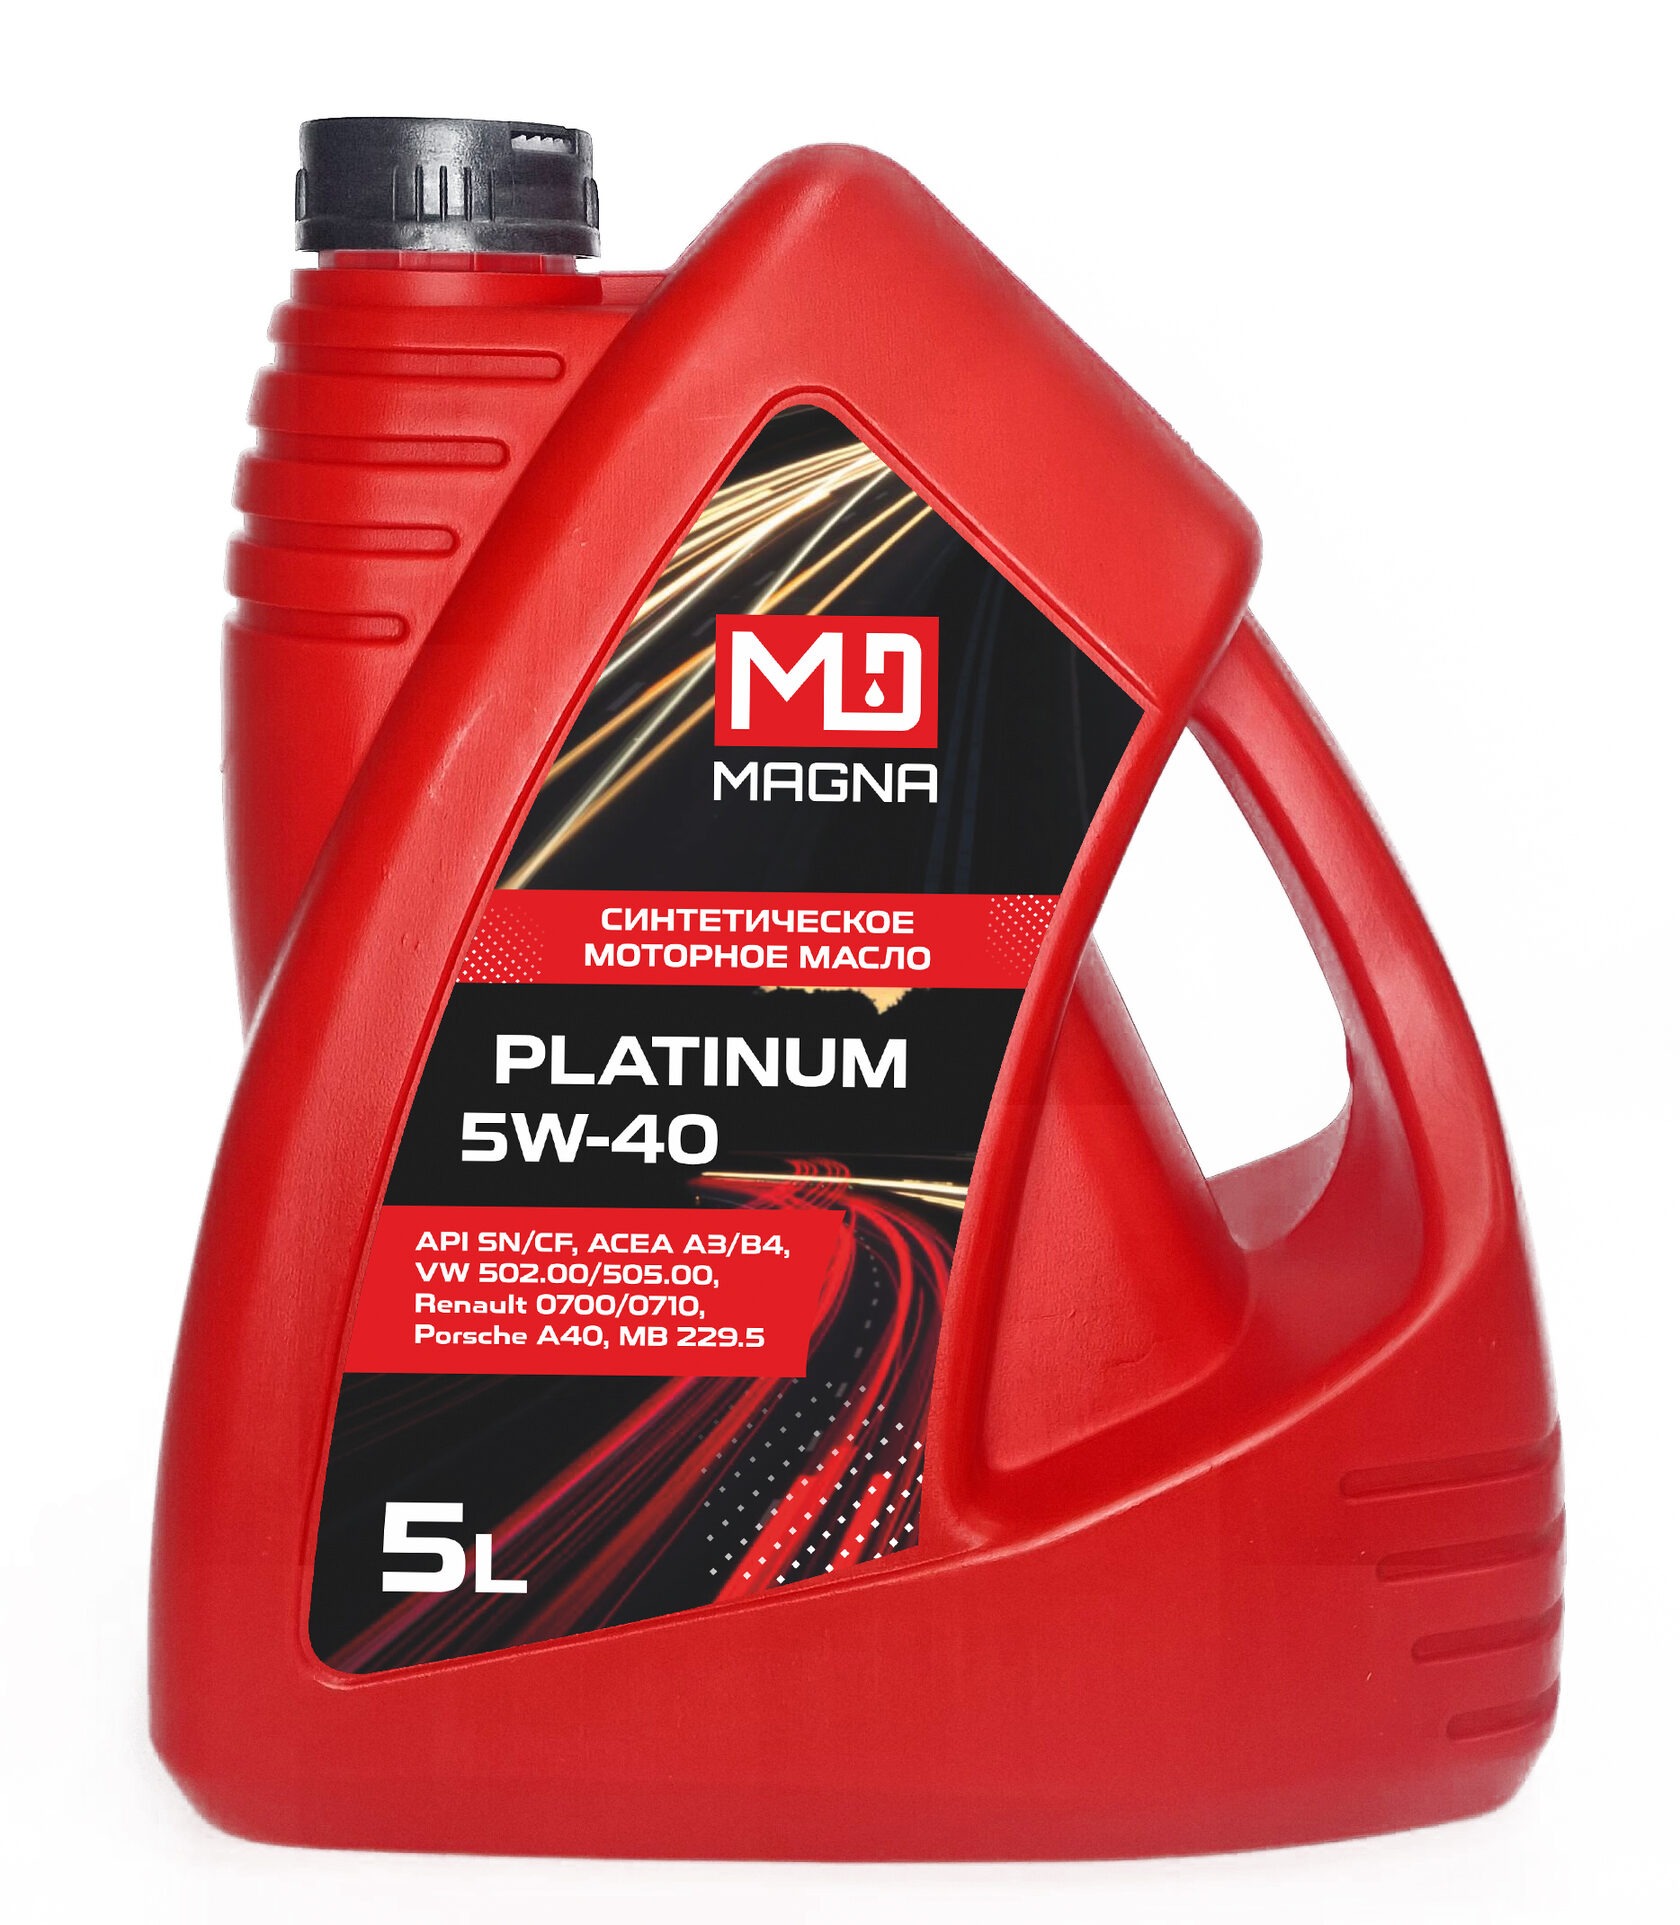 MD
MAGNA
СИНТЕТИЧЕСКОЕ
МОТОРНОЕ МАСЛО
PLATINUM
5W-40
API SN/CF, ACEA A3/B4,
VW 502.00/505.00,
Renault 0700/0710,
Porsche A40, MB 229.5
5L